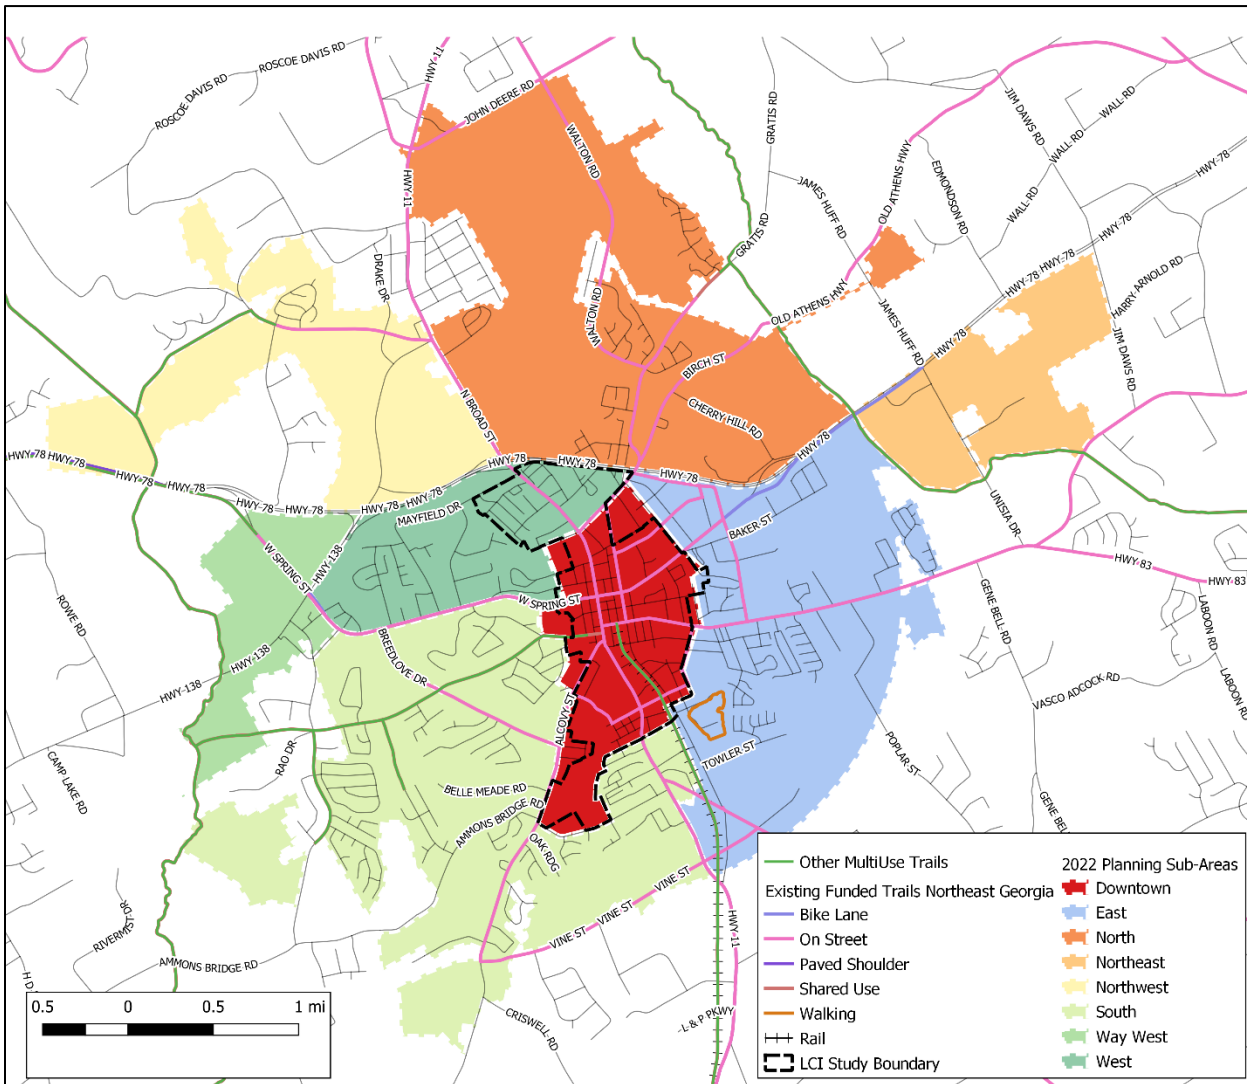 ROSCOE DAVIS RD
ROSCOE DAVIS RD
HWY-11
JOHN DEERE RD
WALTON RD
GRATIS RD
JIM DAWS RD
WALL RD
WALL RD
WALL RD
HWY-78
OLD ATHENS HWY
EDMONDSON RD
JAMES HUFF RD
HWY-11
GRATIS RD
DRAKE DR
HWY-78
HWY-78
HWY-78
HARRY ARNOLD RD
OLD ATHENS HWY
JAMES HUFF RD
WALTON RD
HWY-78
JIM DAWS RD
BIRCH ST
N BROAD ST
CHERRY HILL RD
HWY 78
HWY 78
HWY 78
HWY 78
HWY 78
HWY-78
HWY-78
HWY-78
HWY-78
HWY-78
HWY-78
HWY-78
HWY-78
MAYFIELD DR
BAKER ST
UNISIA DR
W SPRING ST
HWY-138
HWY-83
HWY-83
W SPRING ST
ROWE RD
GENE BELL RD
LABOON RD
BREEDLOVE DR
HWY-138
HWY-138
VASCO ADCOCK RD
LABOON RD
ALCOVY ST
RAO DR
TOWLER ST
POPLAR ST
CAMP LAKE RD
BELLE MEADE RD
AMMONS BRIDGE RD
GENE BEL
OAK RDG
VINE ST
VINE ST
VINE ST
HWY-11
RIVERMIST DR
AMMONS BRIDGE RD
H D
CRISWELL RD
L & P PKWY
0.5 0 0.5 1 mi
Other MultiUse Trails
Existing Funded Trails Northeast Georgia
Bike Lane
On Street
Paved Shoulder
Shared Use
Walking
Rail
LCI Study Boundary
2022 Planning Sub-Areas
Downtown
East
North
Northeast
Northwest
South
Way West
West